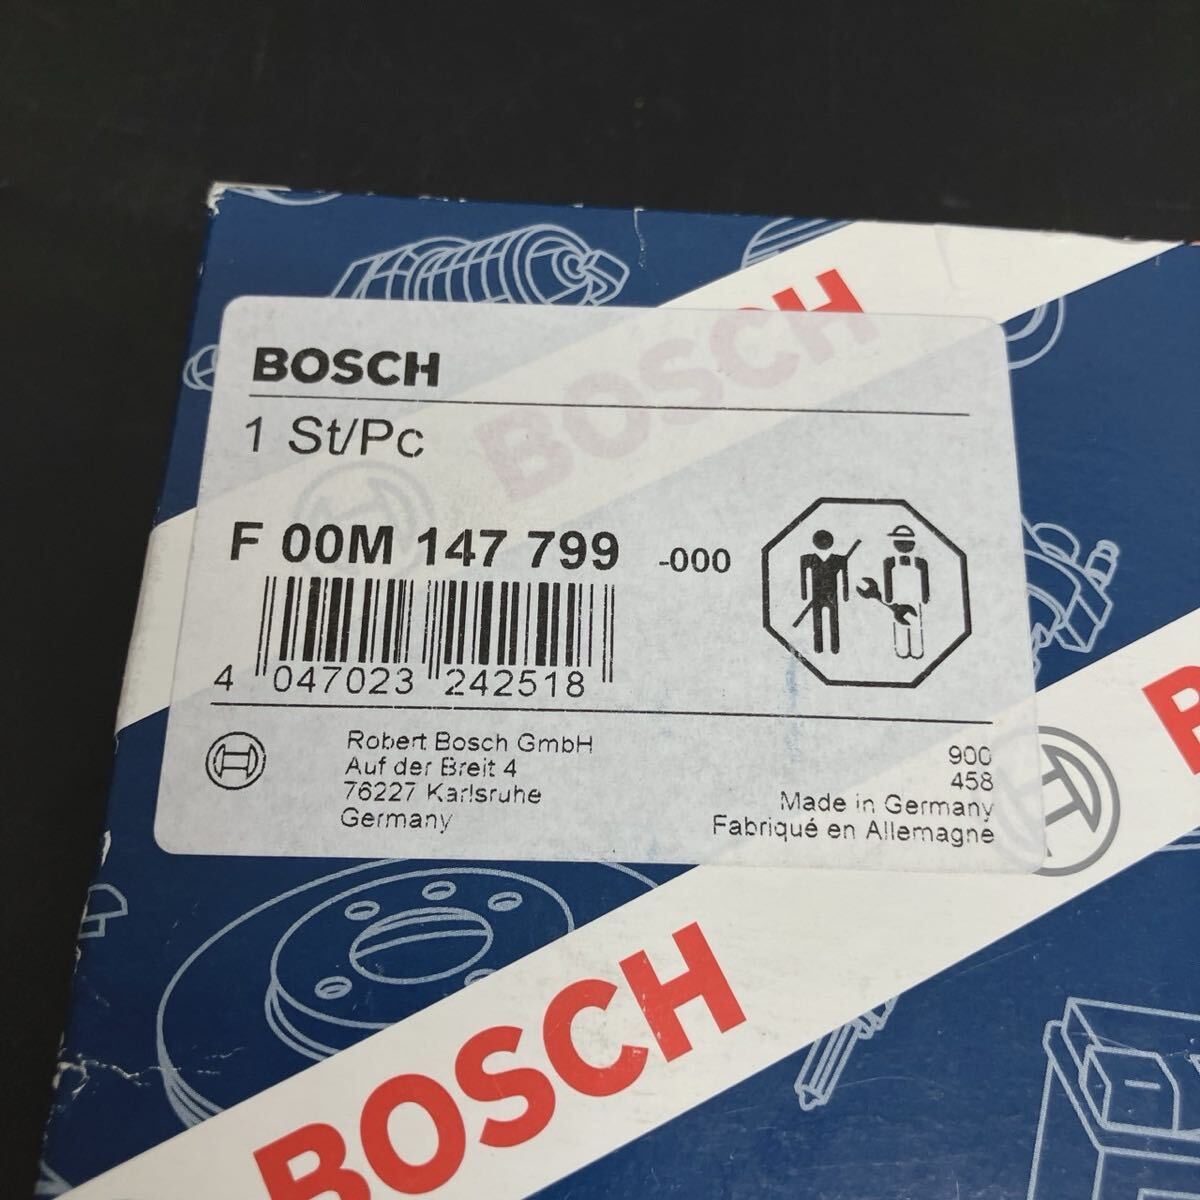 BOSCH
BOSCH
1 St/Pc
F 00M 147 799 -000
4 047023 242518
Robert Bosch GmbH
Auf der Breit 4
76227 Karlsruhe
Germany
900
458
Made in Germany
Fabriqué en Allemagne
BOSCH